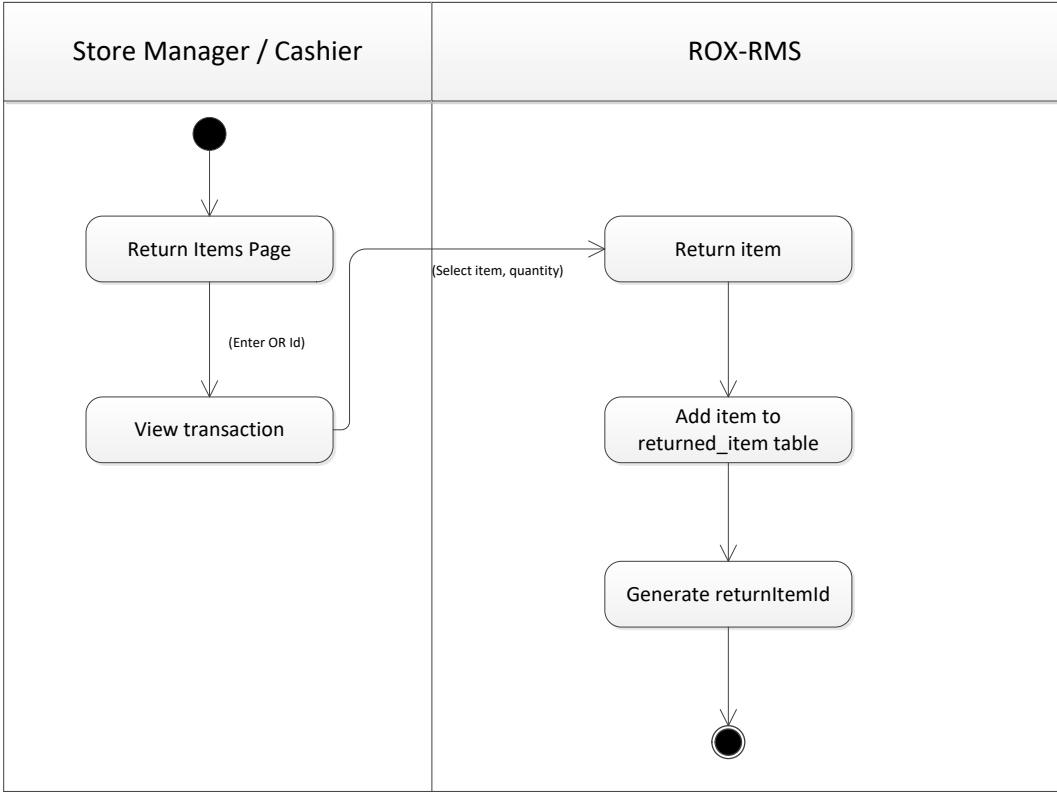 Store Manager / Cashier
ROX-RMS
Return Items Page
(Enter OR Id)
View transaction
(Select item, quantity)
Return item
Add item to
returned_item table
Generate returnItemId